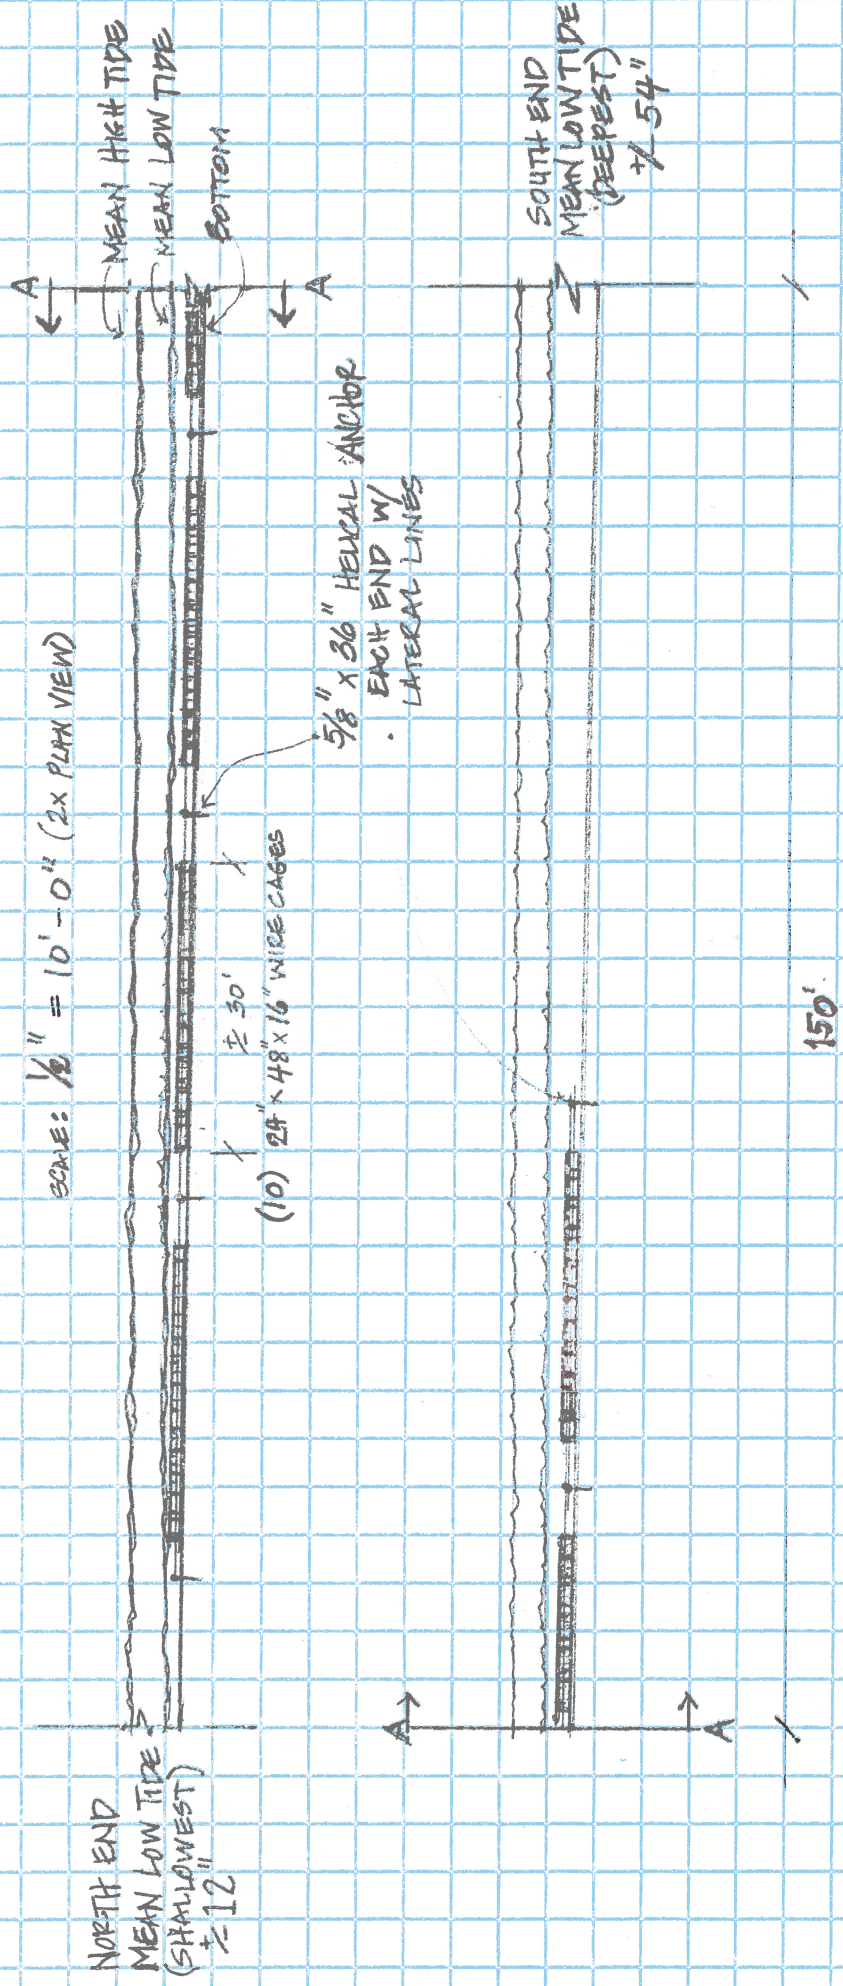 SCALE: 1/2" = 10'-0" (2X PLAN VIEW)
A
A
MEAN HIGH TIDE
MEAN LOW TIDE
BOTTOM
NORTH END
MEAN LOW TIDE
(SHALLOWEST)
± 12"
± 30'
(10) 24" x 48" x 16" WIRE CAGES
5/8" x 36" HELICAL ANCHOR
EACH END W/
LATERAL LINES
A
A
SOUTH END
MEAN LOW TIDE
(DEEPEST)
+/- 54"
150'